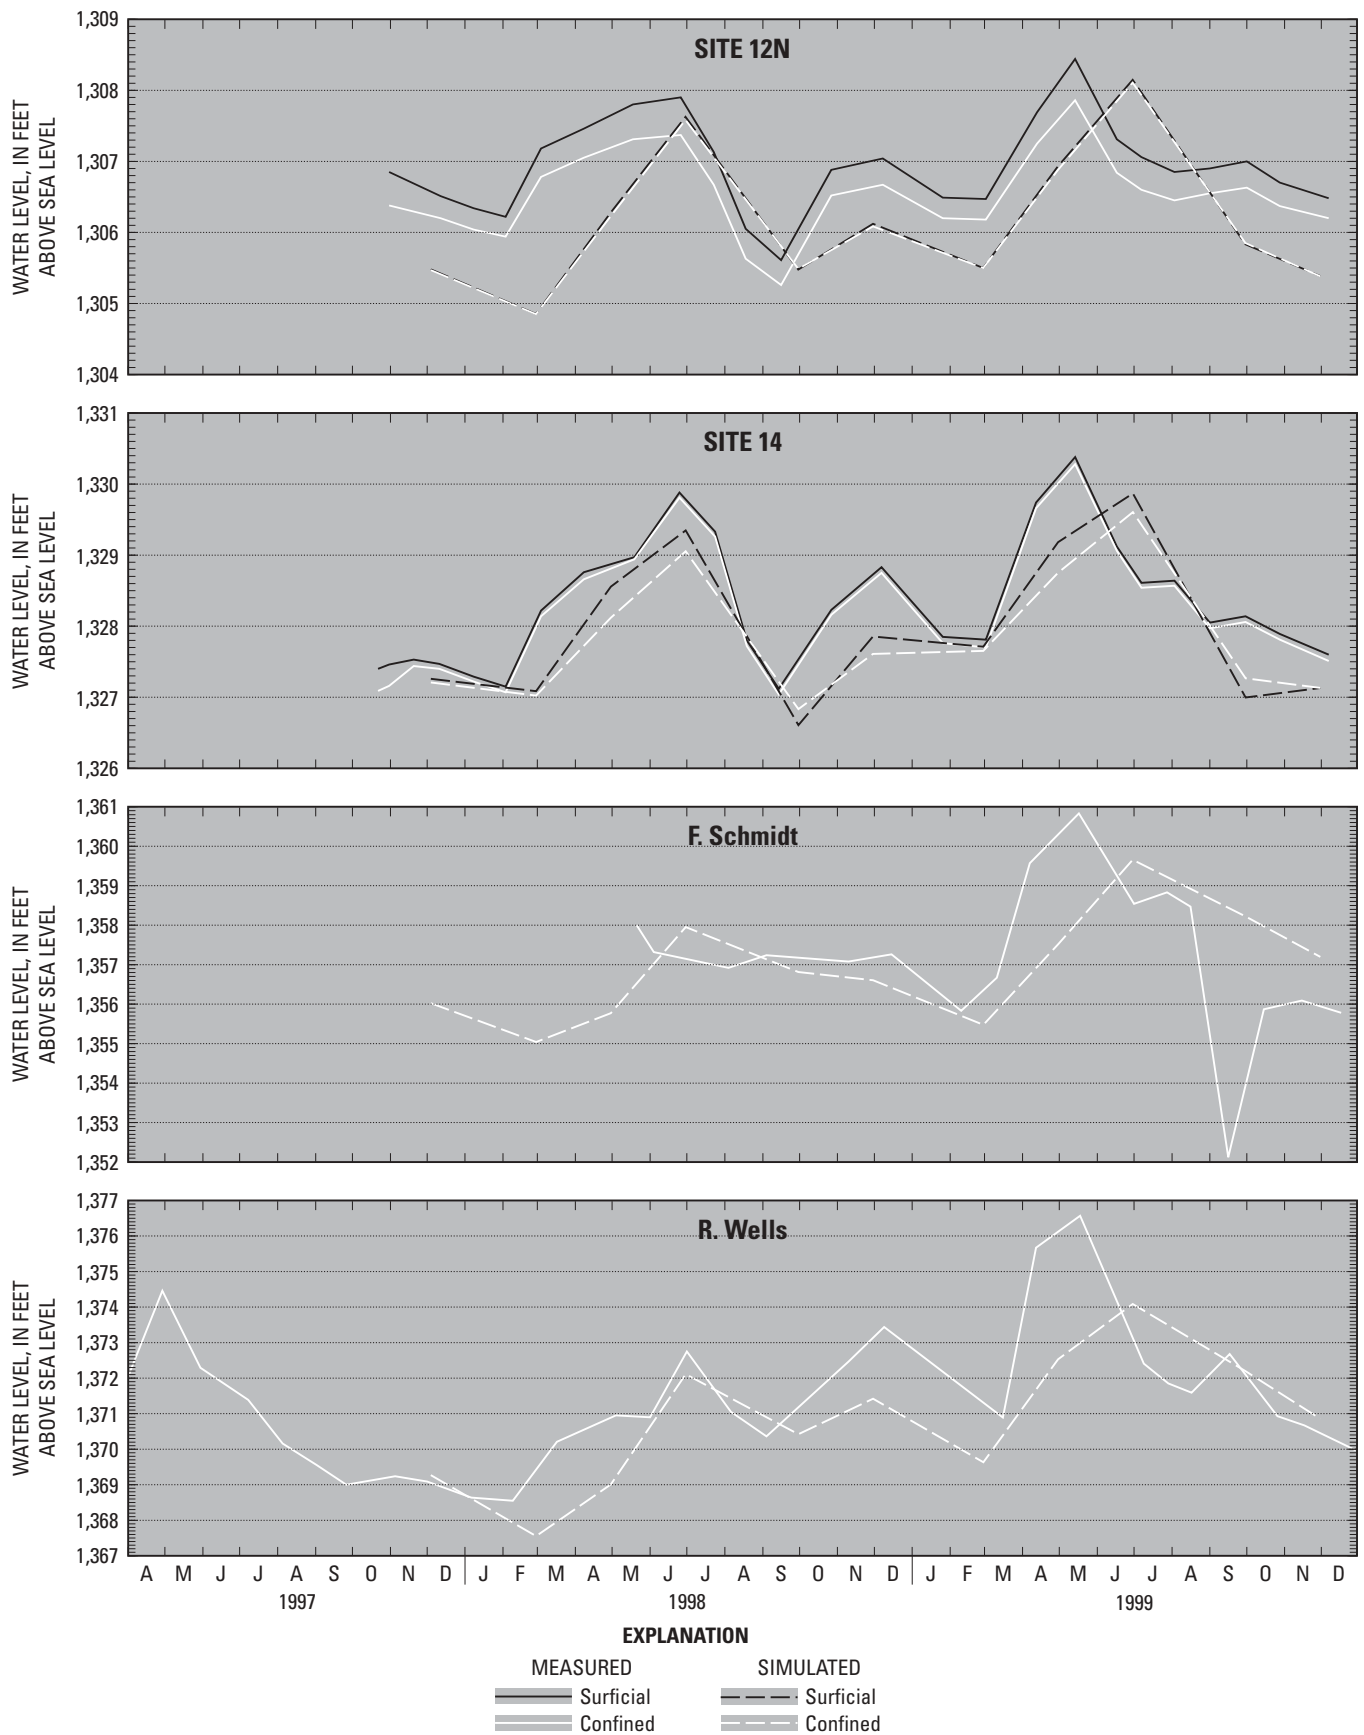 SITE 12N
WATER LEVEL, IN FEET
ABOVE SEA LEVEL
1,309
1,308
1,307
1,306
1,305
1,304
SITE 14
WATER LEVEL, IN FEET
ABOVE SEA LEVEL
1,331
1,330
1,329
1,328
1,327
1,326
F. Schmidt
WATER LEVEL, IN FEET
ABOVE SEA LEVEL
1,361
1,360
1,359
1,358
1,357
1,356
1,355
1,354
1,353
1,352
R. Wells
WATER LEVEL, IN FEET
ABOVE SEA LEVEL
1,377
1,376
1,375
1,374
1,373
1,372
1,371
1,370
1,369
1,368
1,367
A M J J A S O N D J F M A M J J A S O N D J F M A M J J A S O N D
1997 1998 1999
EXPLANATION
MEASURED SIMULATED
Surficial Surficial
Confined Confined